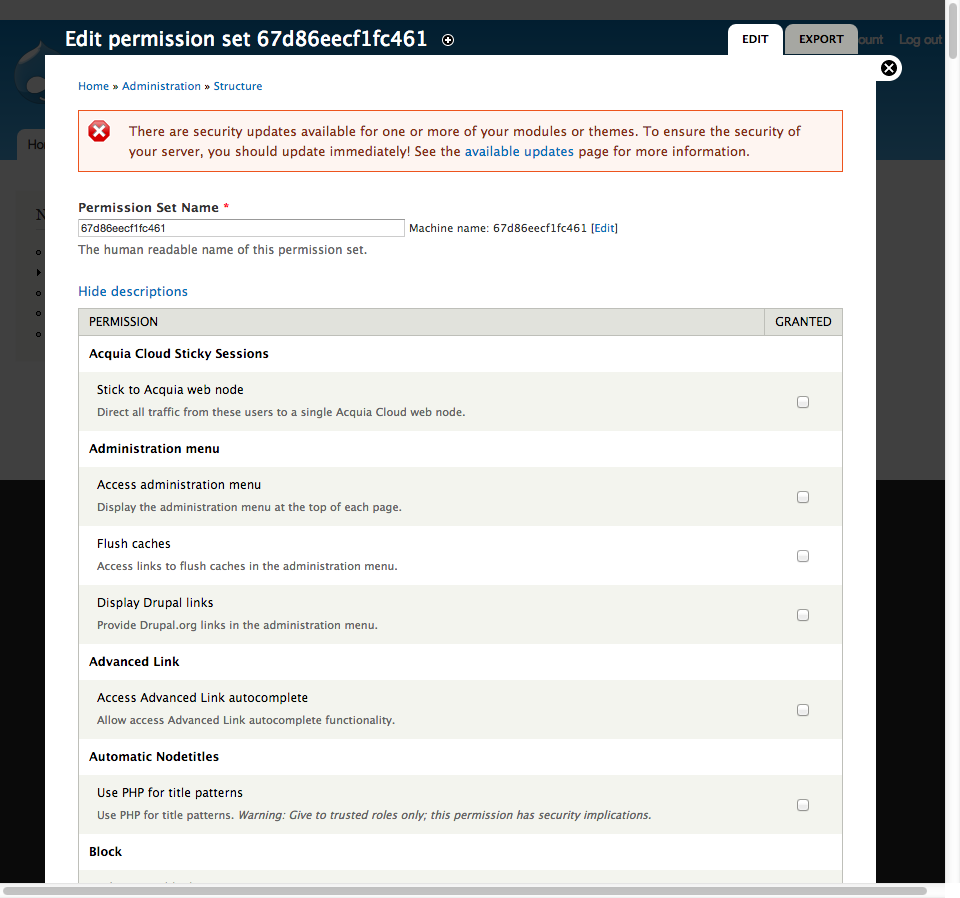 Edit permission set 67d86eecf1fc461
EDIT
EXPORT
Log out
Home » Administration » Structure
There are security updates available for one or more of your modules or themes. To ensure the security of
your server, you should update immediately! See the available updates page for more information.
Permission Set Name *
67d86eecf1fc461 Machine name: 67d86eecf1fc461 [Edit]
The human readable name of this permission set.
Hide descriptions
PERMISSION GRANTED
Acquia Cloud Sticky Sessions
Stick to Acquia web node
Direct all traffic from these users to a single Acquia Cloud web node.
Administration menu
Access administration menu
Display the administration menu at the top of each page.
Flush caches
Access links to flush caches in the administration menu.
Display Drupal links
Provide Drupal.org links in the administration menu.
Advanced Link
Access Advanced Link autocomplete
Allow access Advanced Link autocomplete functionality.
Automatic Nodetitles
Use PHP for title patterns
Use PHP for title patterns. Warning: Give to trusted roles only; this permission has security implications.
Block